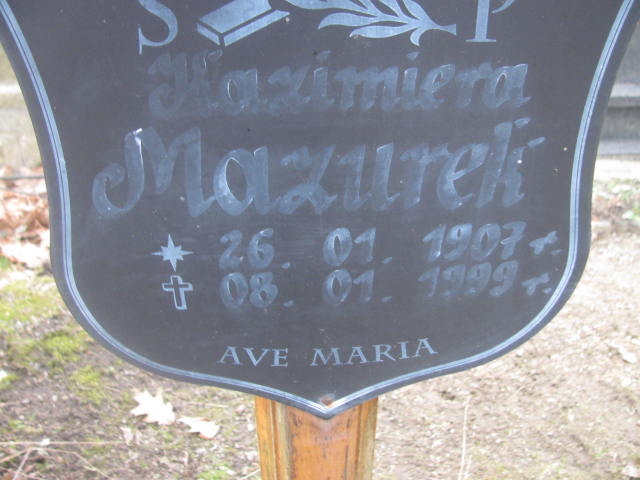 S P
Kazimiera
Mazurek
26. 01. 1907 r.
08. 01. 1999 r.
AVE MARIA